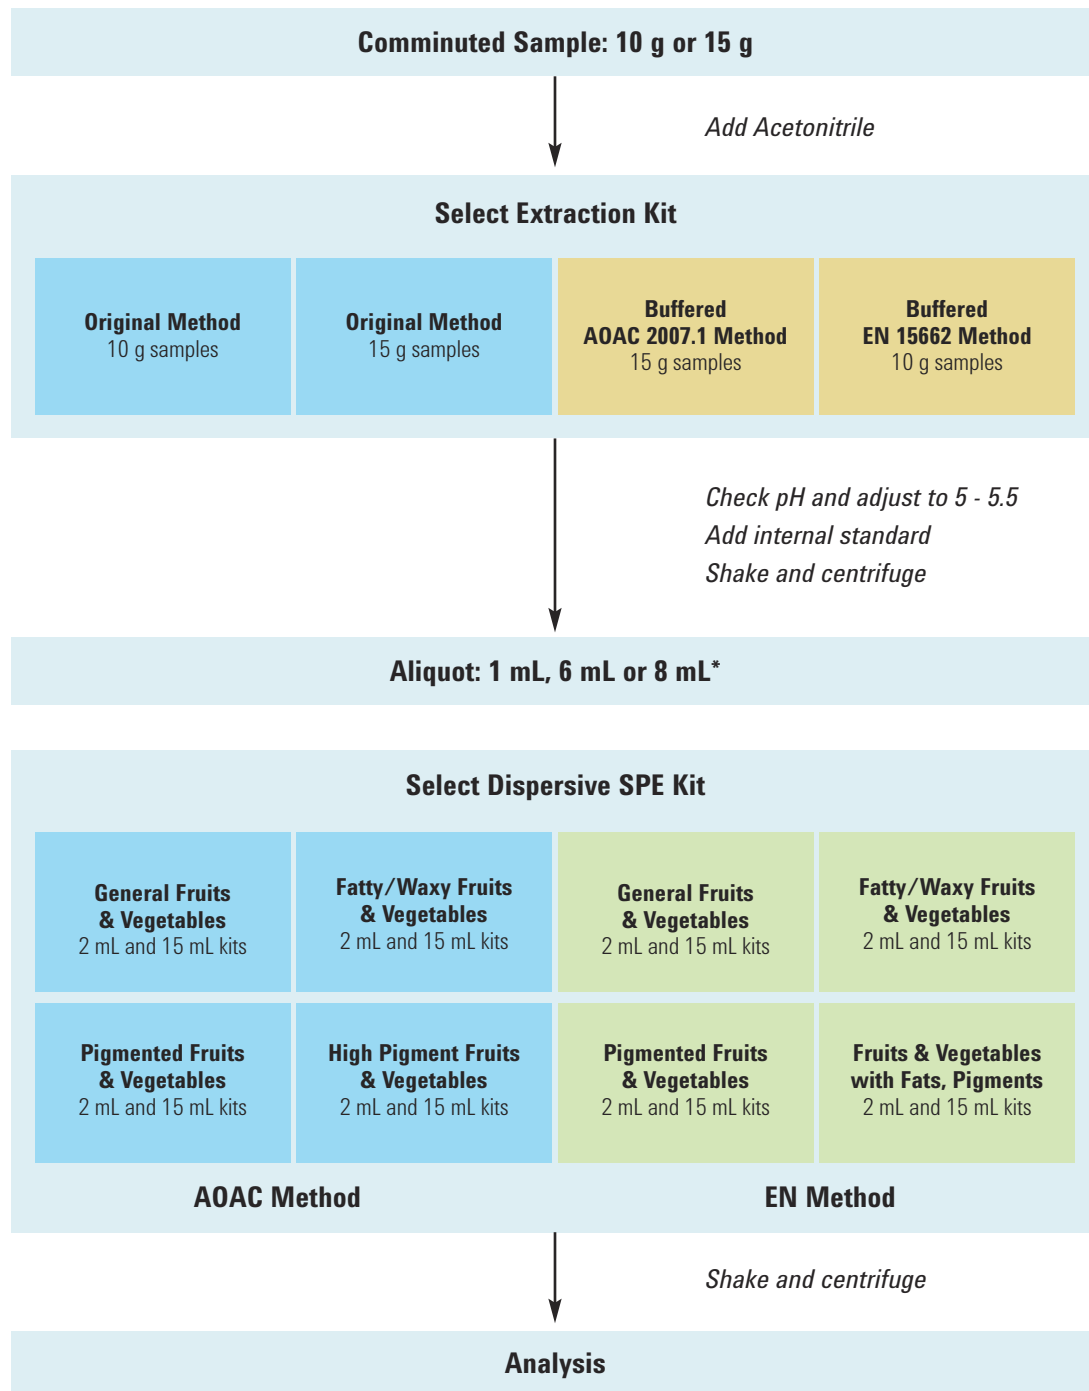 Comminuted Sample: 10 g or 15 g
Add Acetonitrile
Select Extraction Kit
Original Method
10 g samples
Original Method
15 g samples
Buffered
AOAC 2007.1 Method
15 g samples
Buffered
EN 15662 Method
10 g samples
Check pH and adjust to 5 - 5.5
Add internal standard
Shake and centrifuge
Aliquot: 1 mL, 6 mL or 8 mL*
Select Dispersive SPE Kit
General Fruits
& Vegetables
2 mL and 15 mL kits
Fatty/Waxy Fruits
& Vegetables
2 mL and 15 mL kits
General Fruits
& Vegetables
2 mL and 15 mL kits
Fatty/Waxy Fruits
& Vegetables
2 mL and 15 mL kits
Pigmented Fruits
& Vegetables
2 mL and 15 mL kits
High Pigment Fruits
& Vegetables
2 mL and 15 mL kits
Pigmented Fruits
& Vegetables
2 mL and 15 mL kits
Fruits & Vegetables
with Fats, Pigments
2 mL and 15 mL kits
AOAC Method
EN Method
Shake and centrifuge
Analysis